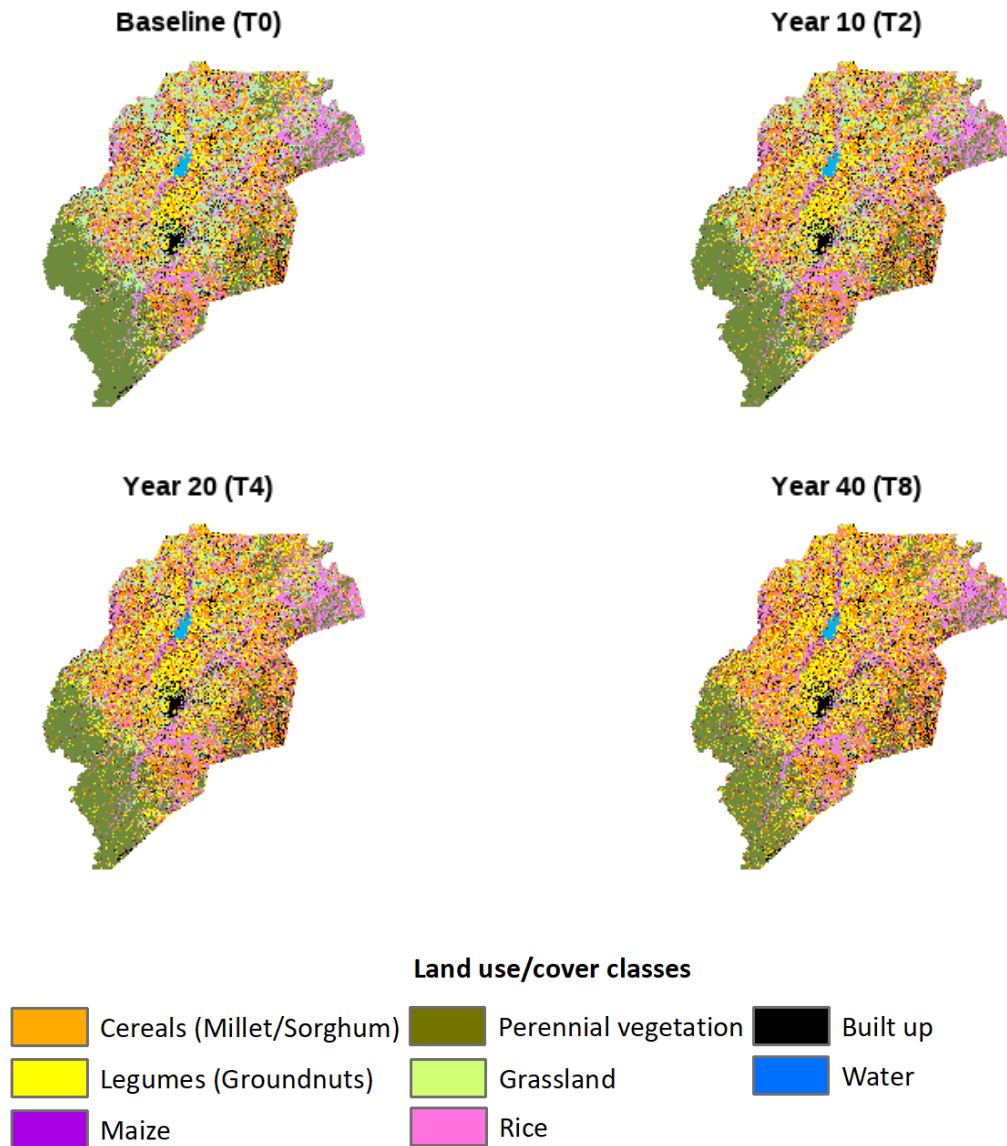 Baseline (T0)
Year 10 (T2)
Year 20 (T4)
Year 40 (T8)
Land use/cover classes
Cereals (Millet/Sorghum)
Perennial vegetation
Built up
Legumes (Groundnuts)
Grassland
Water
Maize
Rice